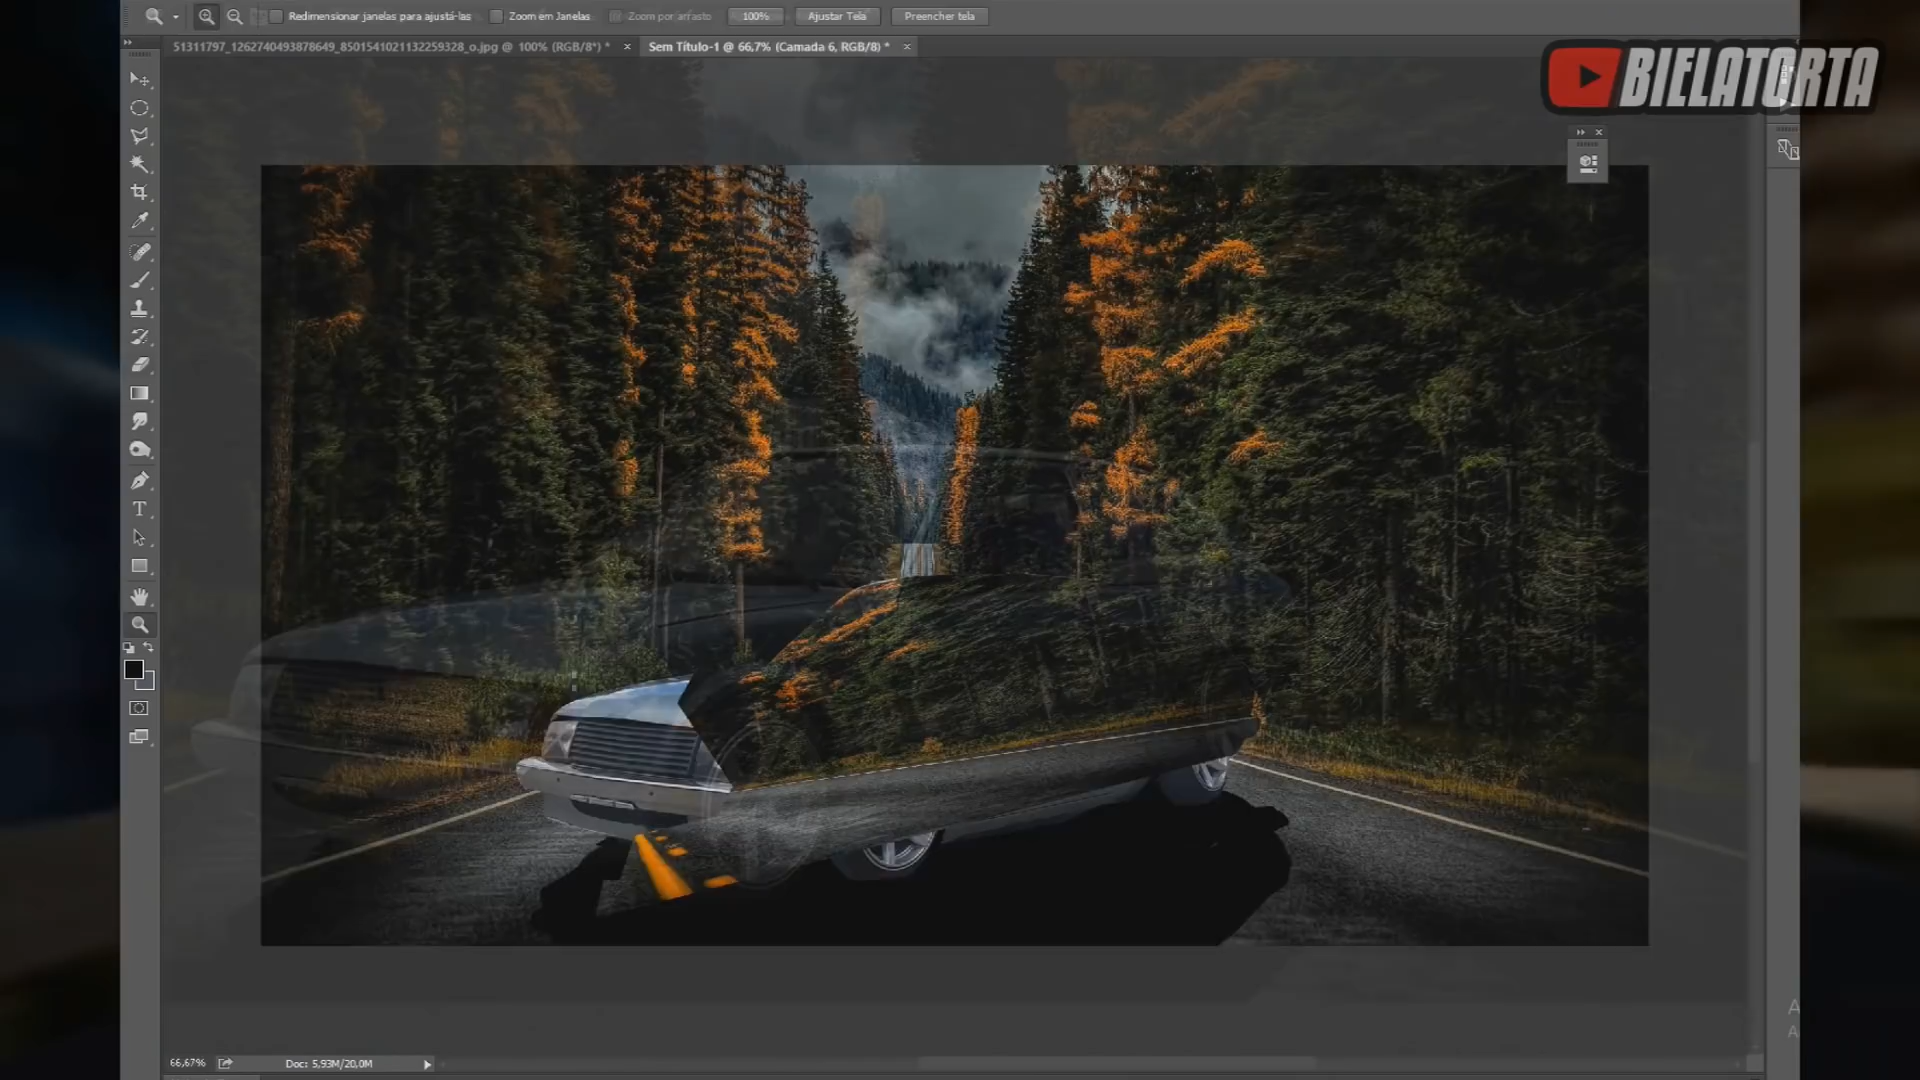 Redimensionar janelas para ajustá-las
Zoom em Janelas
Zoom por arrasto
100%
Ajustar Tela
Preencher tela
51311797_1262740493878649_8501541021132259328_o.jpg @ 100% (RGB/8*) *
Sem Título-1 @ 66,7% (Camada 6, RGB/8) *
BIELATORTA
T
66,67%
Doc: 5,93M/20,0M